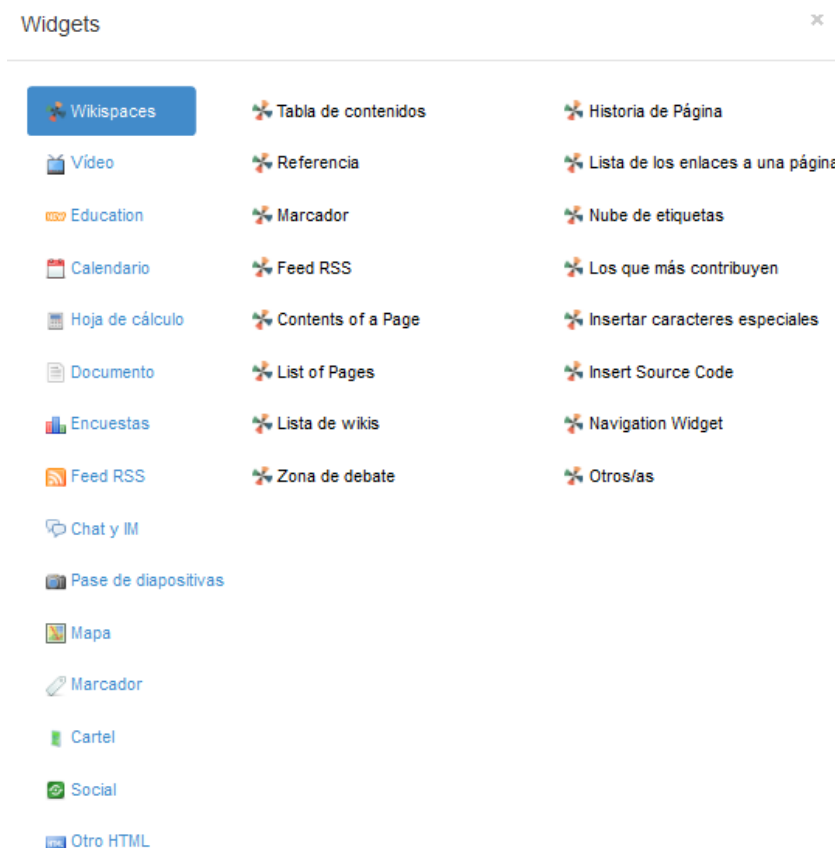 Widgets
Wikispaces
Tabla de contenidos
Historia de Página
Vídeo
Referencia
Lista de los enlaces a una página
Education
Marcador
Nube de etiquetas
Calendario
Feed RSS
Los que más contribuyen
Hoja de cálculo
Contents of a Page
Insertar caracteres especiales
Documento
List of Pages
Insert Source Code
Encuestas
Lista de wikis
Navigation Widget
Feed RSS
Zona de debate
Otros/as
Chat y IM
Pase de diapositivas
Mapa
Marcador
Cartel
Social
Otro HTML